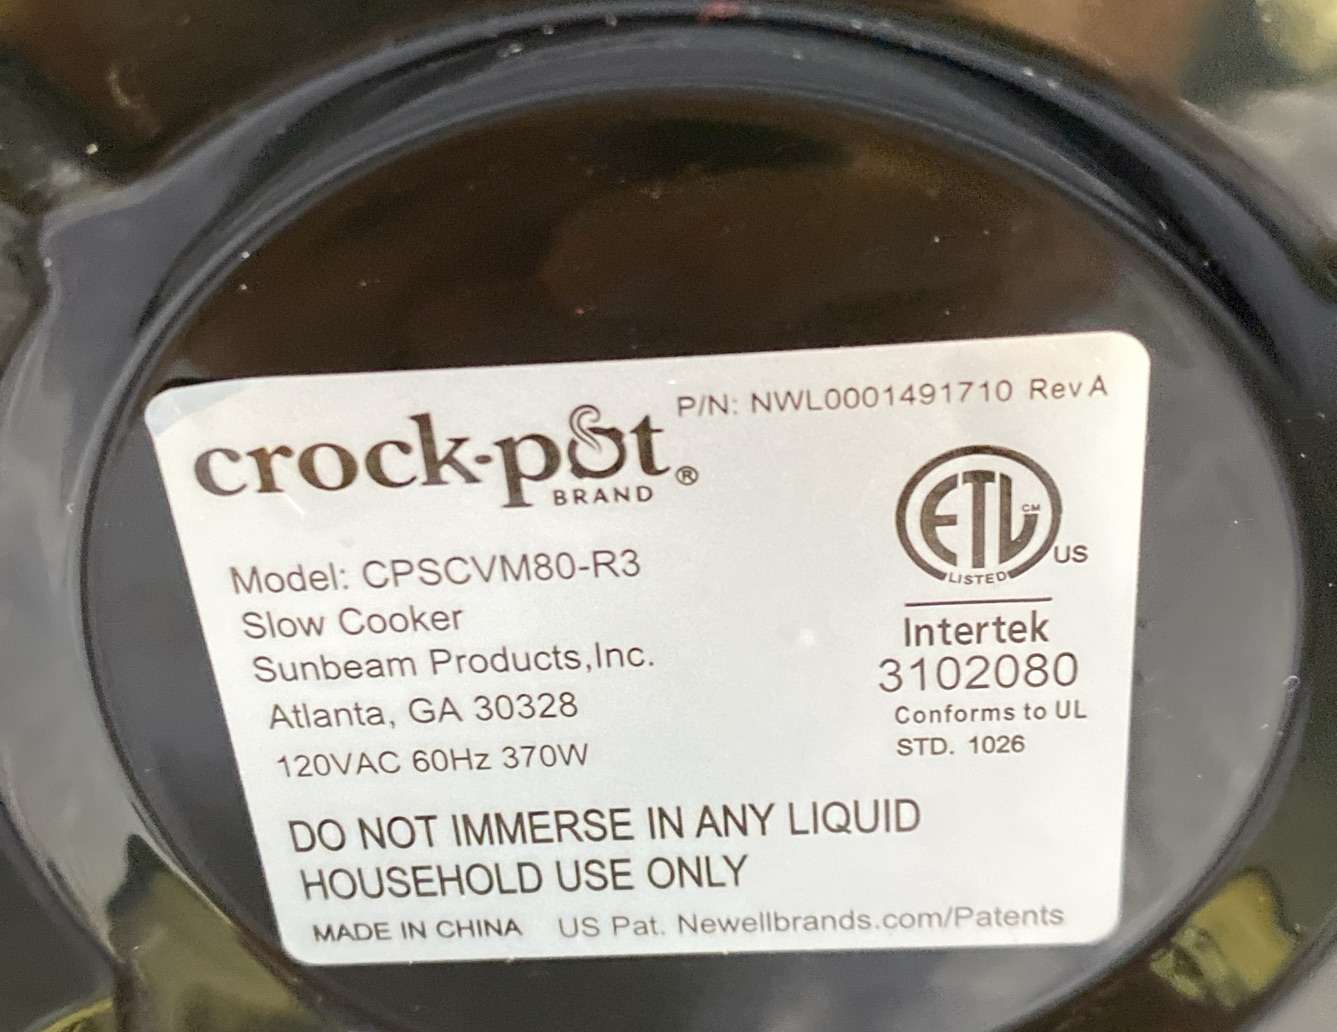 P/N: NWL0001491710 Rev A
crock-pot®
BRAND
Model: CPSCVM80-R3
Slow Cooker
Sunbeam Products,Inc.
Atlanta, GA 30328
120VAC 60Hz 370W
ETL CM
LISTED
US
Intertek
3102080
Conforms to UL
STD. 1026
DO NOT IMMERSE IN ANY LIQUID
HOUSEHOLD USE ONLY
MADE IN CHINA US Pat. Newellbrands.com/Patents